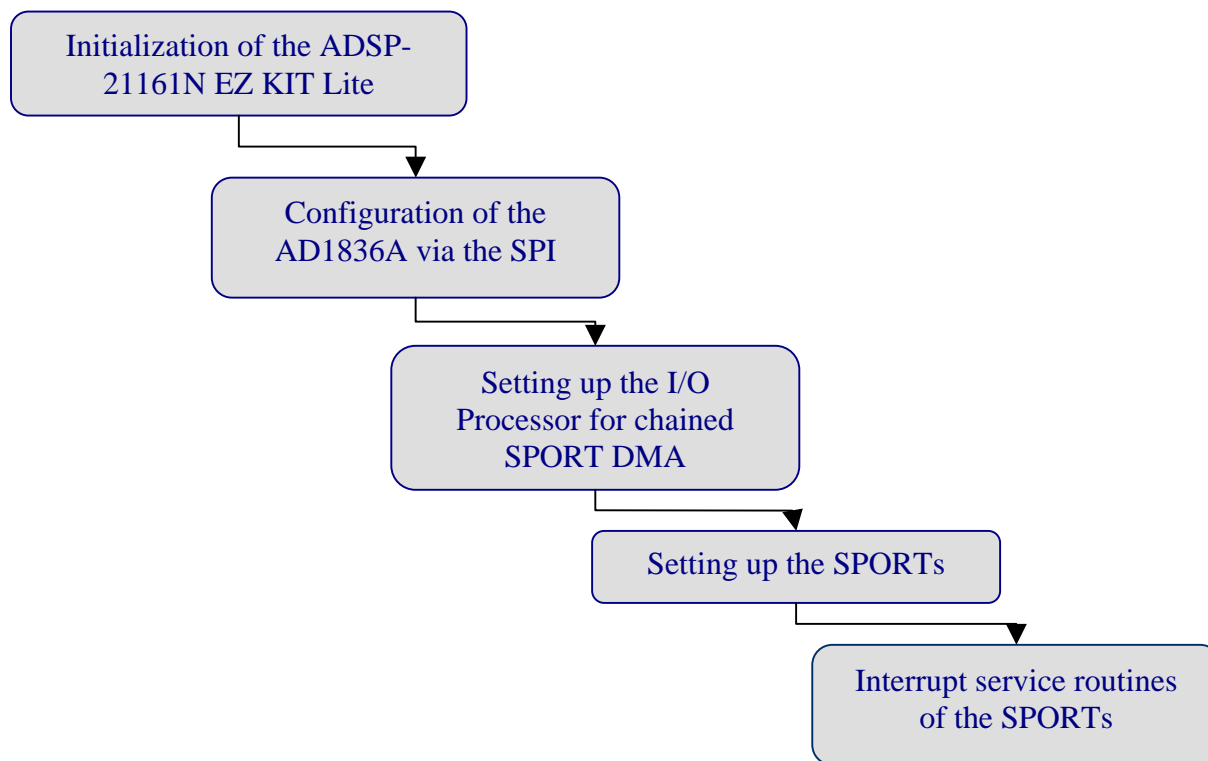 Initialization of the ADSP-
21161N EZ KIT Lite
Configuration of the
AD1836A via the SPI
Setting up the I/O
Processor for chained
SPORT DMA
Setting up the SPORTs
Interrupt service routines
of the SPORTs